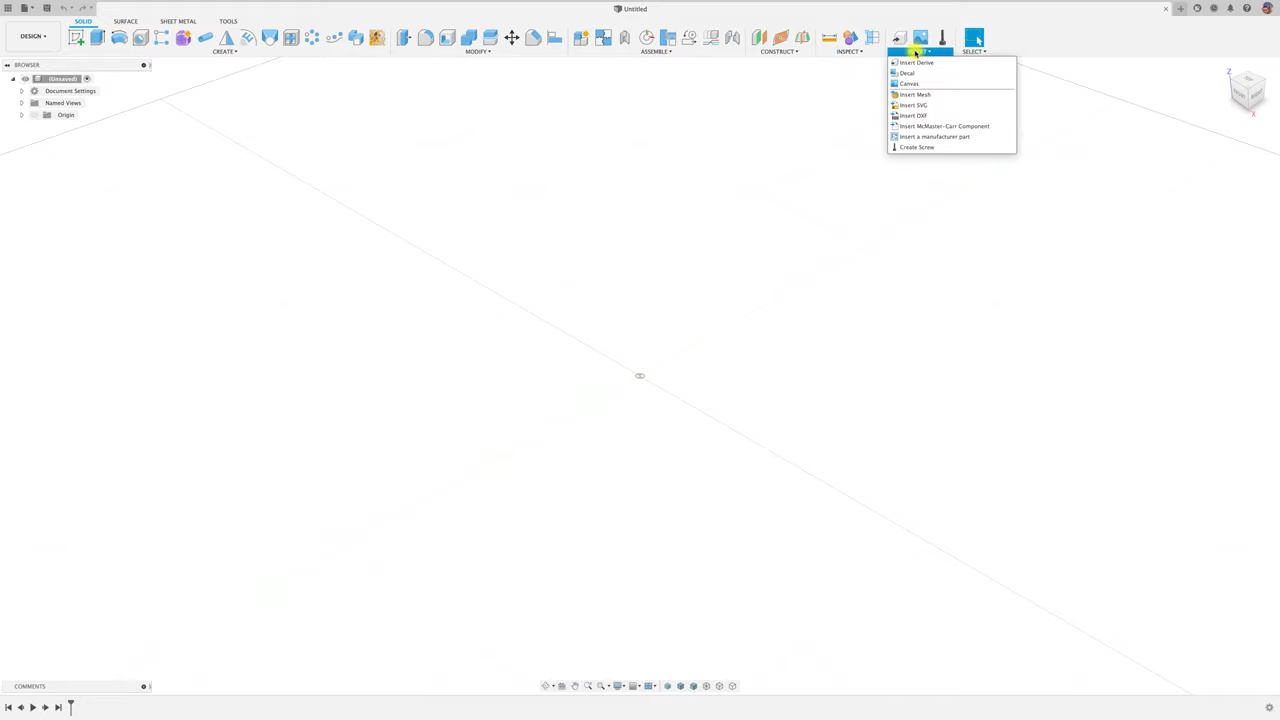 Untitled
DESIGN
SOLID
SURFACE
SHEET METAL
TOOLS
CREATE
MODIFY
ASSEMBLE
CONSTRUCT
INSPECT
SELECT
BROWSER
(Unsaved)
Document Settings
Named Views
Origin
Insert Derive
Decal
Canvas
Insert Mesh
Insert SVG
Insert DXF
Insert McMaster-Carr Component
Insert a manufacturer part
Create Screw
Z
X
COMMENTS